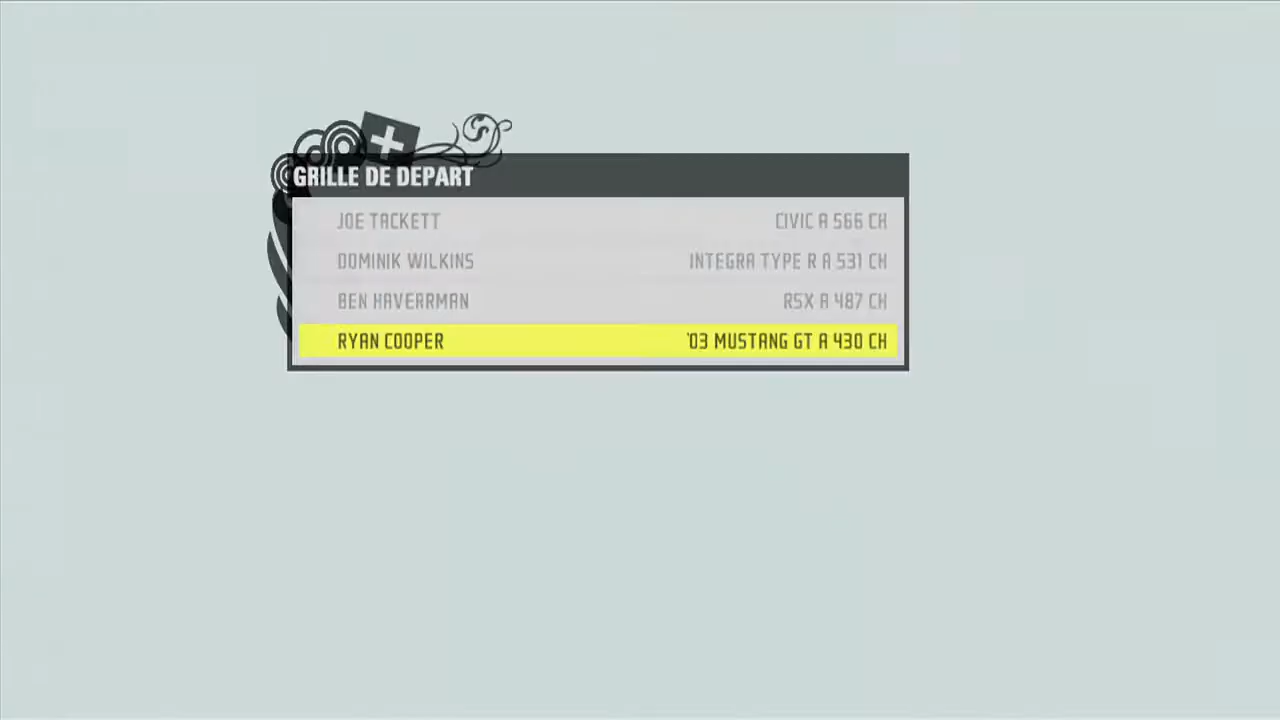 GRILLE DE DEPART
JOE TACKETT CIVIC A 566 CH
DOMINIK WILKINS INTEGRA TYPE R A 531 CH
BEN HAVERRMAN RSX A 487 CH
RYAN COOPER '03 MUSTANG GT A 430 CH